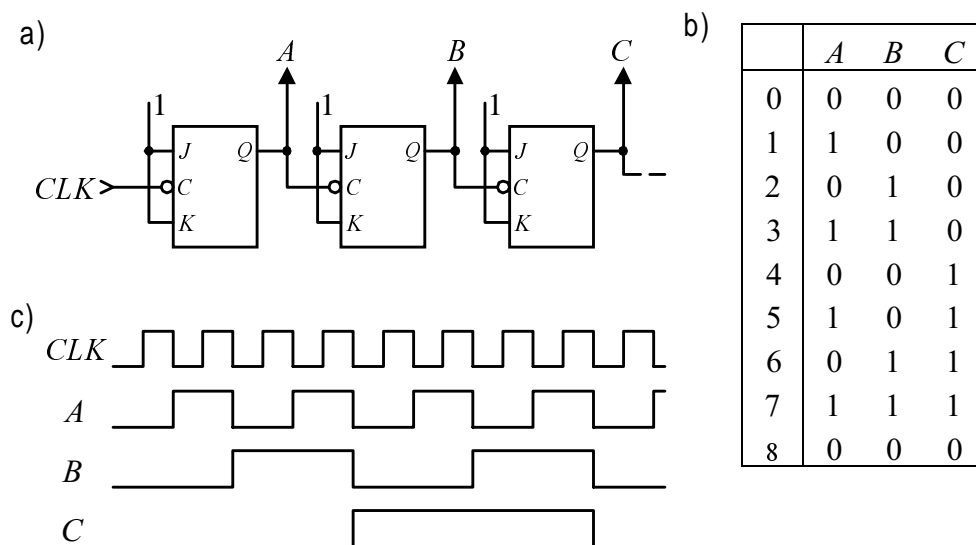 a)
A B C
1 1 1
J Q J Q J Q
CLK C C C
K K K
b)
A B C
0 0 0 0
1 1 0 0
2 0 1 0
3 1 1 0
4 0 0 1
5 1 0 1
6 0 1 1
7 1 1 1
8 0 0 0
c)
CLK
A
B
C